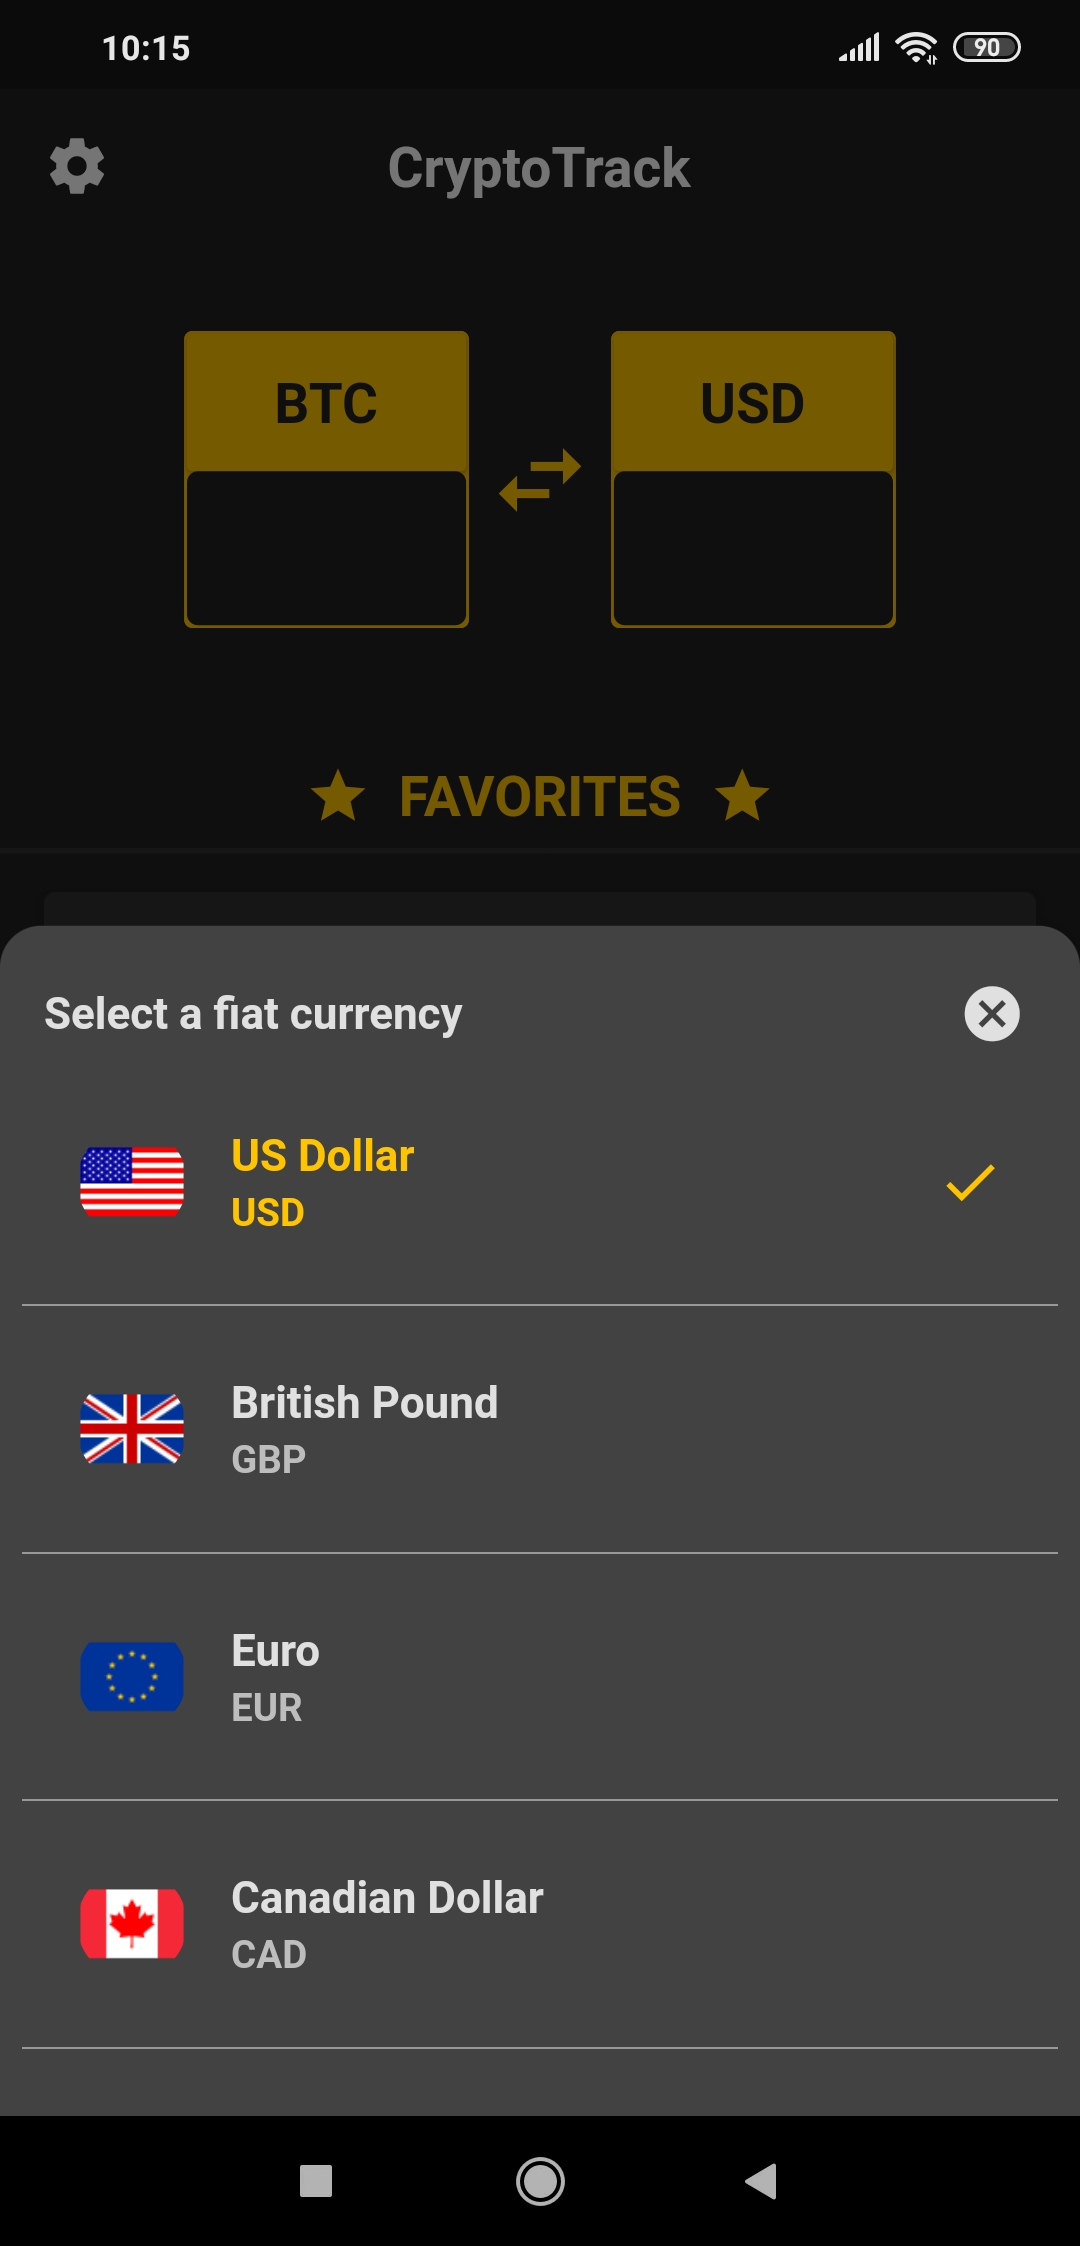 10:15
90
CryptoTrack
BTC
USD
FAVORITES
Select a fiat currency
US Dollar
USD
British Pound
GBP
Euro
EUR
Canadian Dollar
CAD